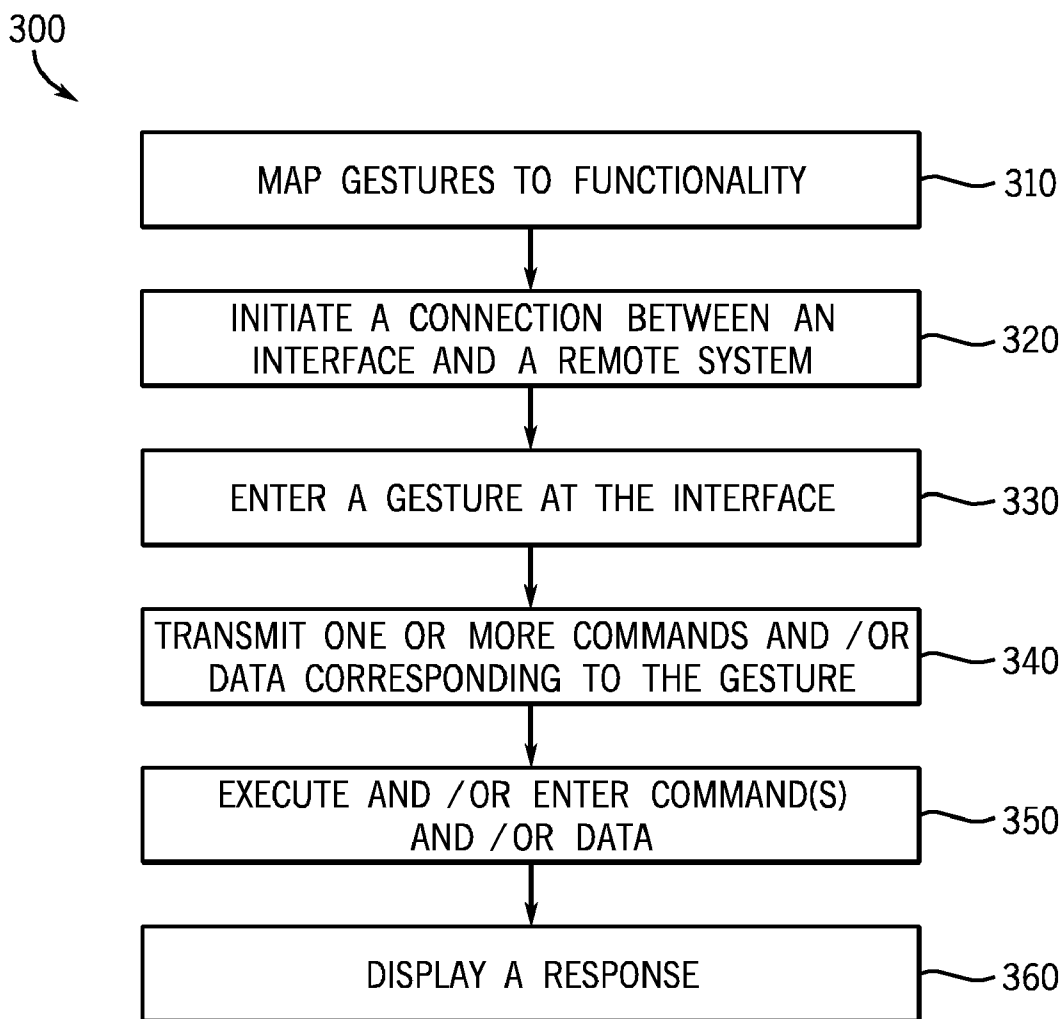 300
MAP GESTURES TO FUNCTIONALITY
310
INITIATE A CONNECTION BETWEEN AN
INTERFACE AND A REMOTE SYSTEM
320
ENTER A GESTURE AT THE INTERFACE
330
TRANSMIT ONE OR MORE COMMANDS AND /OR
DATA CORRESPONDING TO THE GESTURE
340
EXECUTE AND /OR ENTER COMMAND(S)
AND /OR DATA
350
DISPLAY A RESPONSE
360